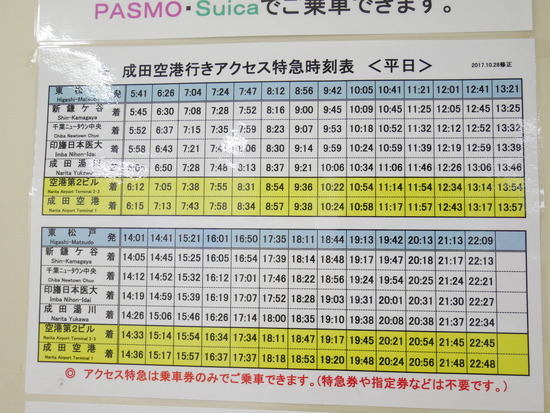 PASMO・Suicaでご乗車できます。
成田空港行きアクセス特急時刻表 ＜平日＞ 2017.10.28修正
東松戸 Higashi-Matsudo 発 5:41 6:26 7:04 7:24 7:47 8:12 8:56 9:42 10:05 10:41 11:21 12:01 12:41 13:21
新鎌ヶ谷 Shin-Kamagaya 着 5:45 6:30 7:08 7:28 7:52 8:16 9:00 9:45 10:09 10:45 11:25 12:05 12:45 13:25
千葉ニュータウン中央 Chiba Newtown Chuo 着 5:52 6:37 7:15 7:35 7:59 8:23 9:07 9:53 10:18 10:52 11:32 12:12 12:52 13:32
印旛日本医大 Imba Nihon-Idai 着 5:58 6:43 7:21 8:06 8:30 9:14 9:59 10:24 10:59 11:39 12:19 12:59 13:39
成田湯川 Narita Yukawa 着 6:50 7:28 7:48 3:13 8:37 9:21 10:06 10:34 11:06 11:46 12:26 13:06 13:46
空港第2ビル Narita Airport Terminal 2·3 着 6:12 7:05 7:38 7:55 8:31 8:54 9:36 10:22 10:54 11:14 11:54 12:34 13:14 13:54
成田空港 Narita Airport Terminal 1 着 6:15 7:13 7:43 7:58 8:34 8:57 9:38 10:24 10:58 11:17 11:57 12:43 13:17 13:57
東松戸 Higashi-Matsudo 発 14:01 14:41 15:21 16:01 16:50 17:35 18:11 18:44 19:13 19:42 20:13 21:13 22:09
新鎌ヶ谷 Shin-Kamagaya 着 14:05 14:45 15:25 16:05 16:54 17:39 18:15 18:48 19:17 19:47 20:18 21:17 22:13
千葉ニュータウン中央 Chiba Newtown Chuo 着 14:12 14:52 15:32 16:12 17:01 17:46 18:22 18:56 19:24 19:54 20:25 21:24 22:21
印旛日本医大 Imba Nihon-Idai 着 14:19 14:59 15:39 16:19 17:07 17:52 18:28 19:03 19:31 20:01 20:31 21:30 22:27
成田湯川 Narita Yukawa 着 14:26 15:06 15:46 16:26 17:14 17:59 18:35 19:10 19:38 20:08 20:38 21:37 22:34
空港第2ビル Narita Airport Terminal 2·3 着 14:33 15:14 15:54 16:34 17:34 18:11 18:47 19:17 19:45 20:21 20:54 21:45 22:45
成田空港 Narita Airport Terminal 1 着 14:36 15:17 15:57 16:37 17:37 18:18 18:53 19:20 19:48 20:24 20:56 21:48 22:48
◎ アクセス特急は乗車券のみでご乗車できます。(特急券や指定券などは不要です。)